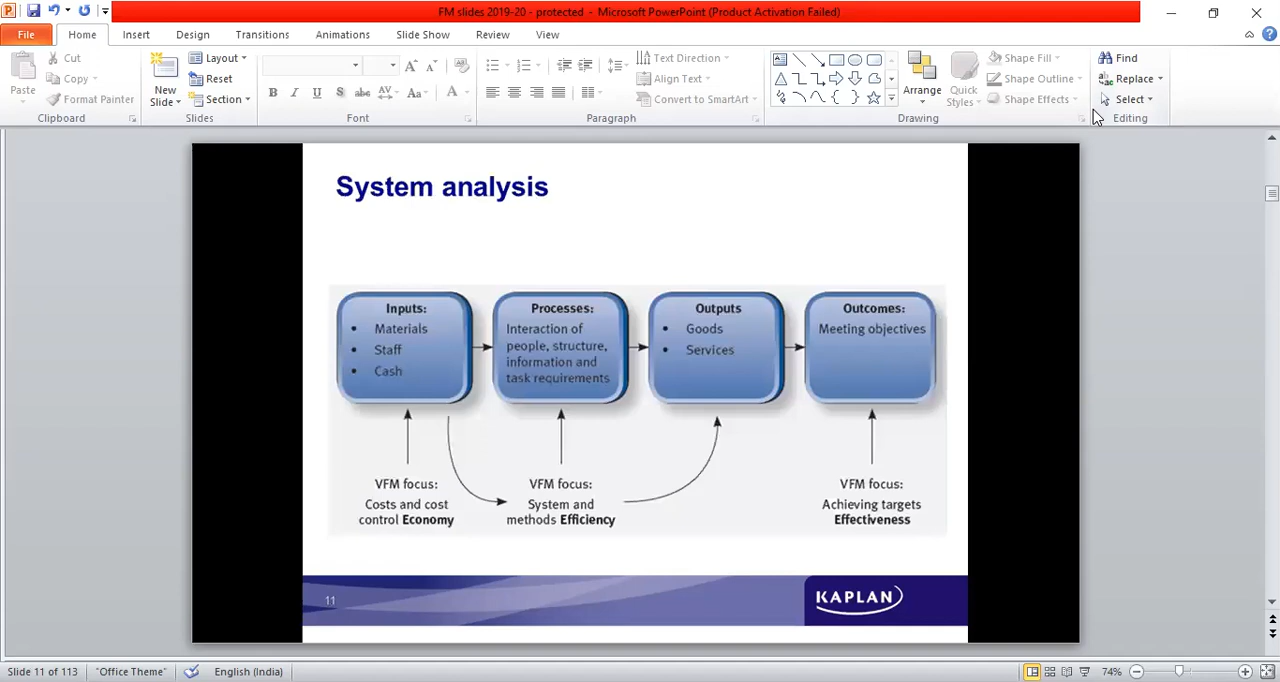 FM slides 2019-20 - protected - Microsoft PowerPoint (Product Activation Failed)
File Home Insert Design Transitions Animations Slide Show Review View
Cut
Copy
Format Painter
Paste
Clipboard
New
Slide
Layout
Reset
Section
Slides
B I U S abc AV Aa A
Font
Text Direction
Align Text
Convert to SmartArt
Paragraph
Arrange
Quick
Styles
Shape Fill
Shape Outline
Shape Effects
Drawing
Find
Replace
Select
Editing
System analysis
Inputs:
• Materials
• Staff
• Cash
Processes:
Interaction of
people, structure,
information and
task requirements
Outputs
• Goods
• Services
Outcomes:
Meeting objectives
VFM focus:
Costs and cost
control Economy
VFM focus:
System and
methods Efficiency
VFM focus:
Achieving targets
Effectiveness
11
KAPLAN
Slide 11 of 113 "Office Theme" English (India) 74%